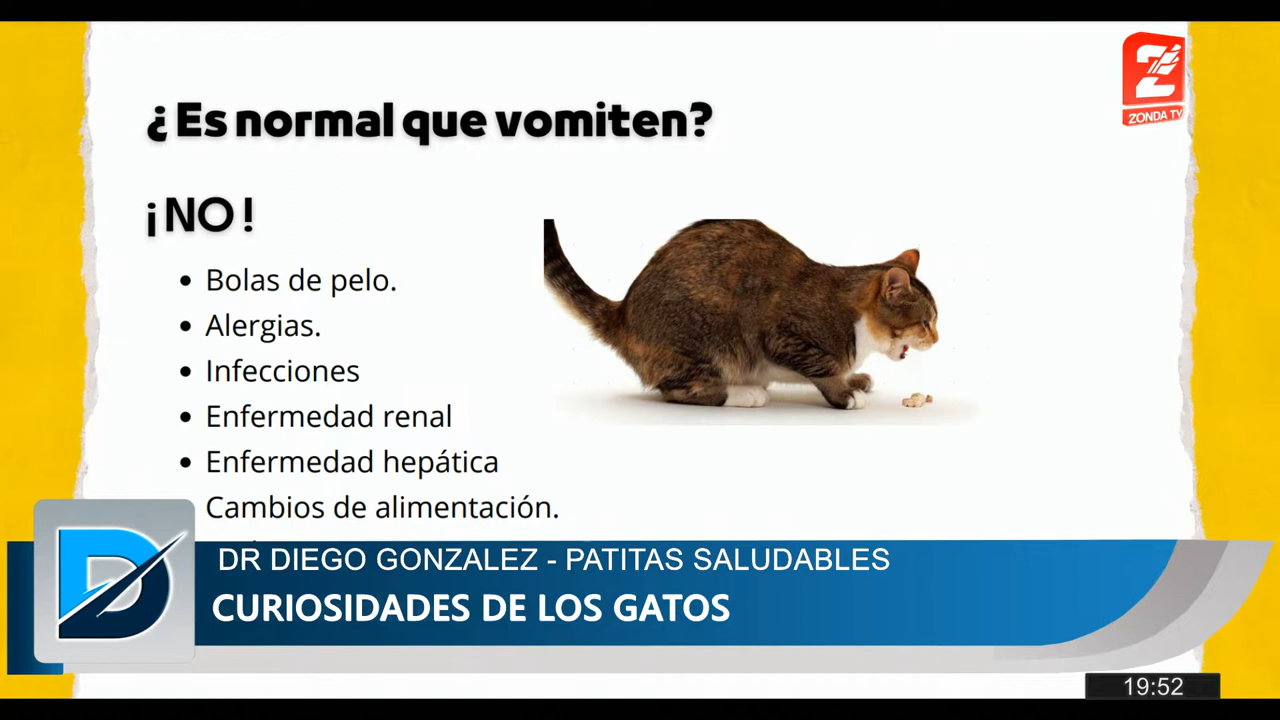 ¿Es normal que vomiten?
Z
ZONDA TV
¡NO!
• Bolas de pelo.
• Alergias.
• Infecciones
• Enfermedad renal
• Enfermedad hepática
Cambios de alimentación.
D
DR DIEGO GONZALEZ - PATITAS SALUDABLES
CURIOSIDADES DE LOS GATOS
19:52